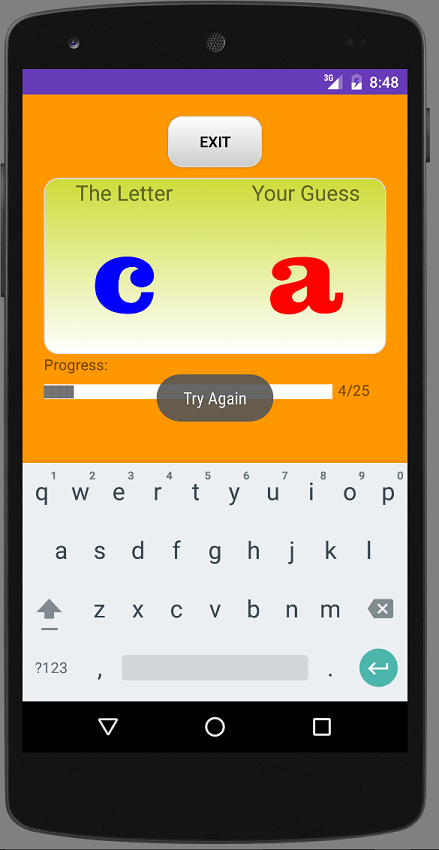 3G 8:48
EXIT
The Letter Your Guess
c a
Progress:
4/25
Try Again
1 2 3 4 5 6 7 8 9 0
q w e r t y u i o p
a s d f g h j k l
z x c v b n m
?123 , .